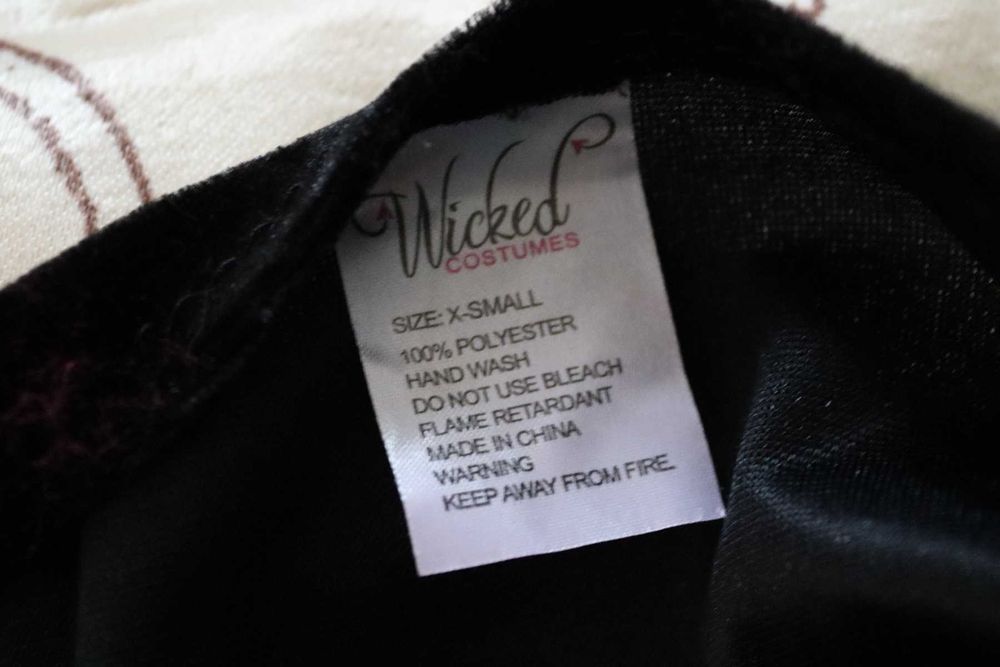 Wicked
COSTUMES
SIZE: X-SMALL
100% POLYESTER
HAND WASH
DO NOT USE BLEACH
FLAME RETARDANT
MADE IN CHINA
WARNING
KEEP AWAY FROM FIRE.